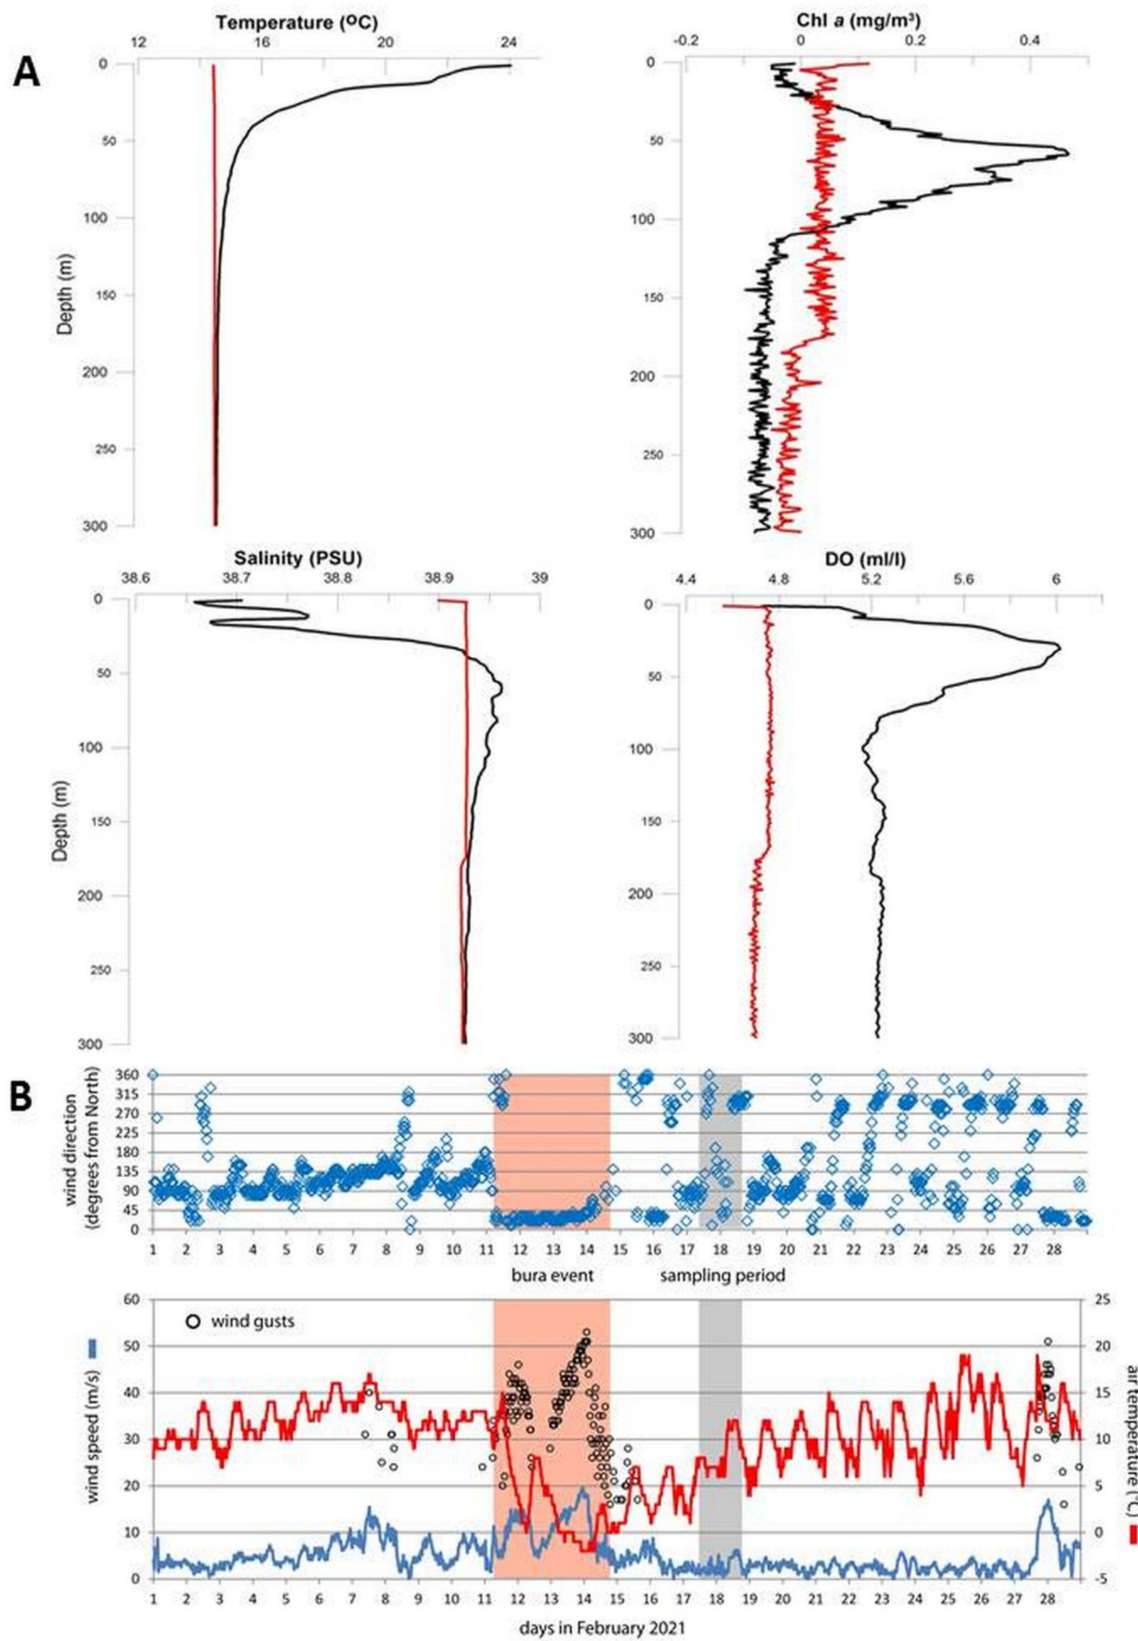 A
Temperature (ºC)
12 16 20 24
Depth (m)
0
50
100
150
200
250
300
Chl a (mg/m³)
-0.2 0 0.2 0.4
0
50
100
150
200
250
300
Salinity (PSU)
38.6 38.7 38.8 38.9 39
Depth (m)
0
50
100
150
200
250
300
DO (ml/l)
4.4 4.8 5.2 5.6 6
0
50
100
150
200
250
300
B
wind direction
(degrees from North)
360
315
270
225
180
135
90
45
0
1 2 3 4 5 6 7 8 9 10 11 12 13 14 15 16 17 18 19 20 21 22 23 24 25 26 27 28
bura event sampling period
wind gusts
wind speed (m/s)
60
50
40
30
20
10
0
25
20
15
10
5
0
-5
air temperature (°C)
1 2 3 4 5 6 7 8 9 10 11 12 13 14 15 16 17 18 19 20 21 22 23 24 25 26 27 28
days in February 2021